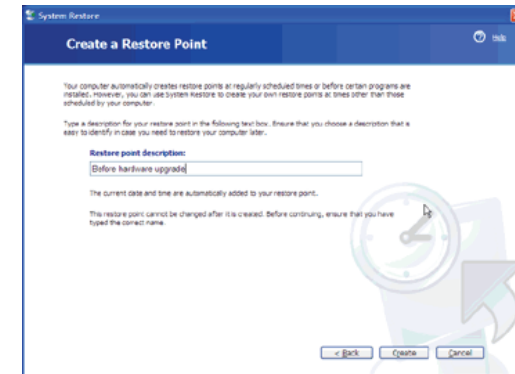 System Restore
Create a Restore Point
Help
Your computer automatically creates restore points at regularly scheduled times or before certain programs are
installed. However, you can use System Restore to create your own restore points at times other than those
scheduled by your computer.
Type a description for your restore point in the following text box. Ensure that you choose a description that is
easy to identify in case you need to restore your computer later.
Restore point description:
Before hardware upgrade
The current date and time are automatically added to your restore point.
This restore point cannot be changed after it is created. Before continuing, ensure that you have
typed the correct name.
< Back
Create
Cancel